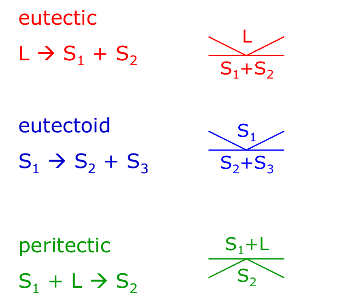 eutectic
L → S₁ + S₂
L
S₁+S₂
eutectoid
S₁ → S₂ + S₃
S₁
S₂+S₃
peritectic
S₁ + L → S₂
S₁+L
S₂